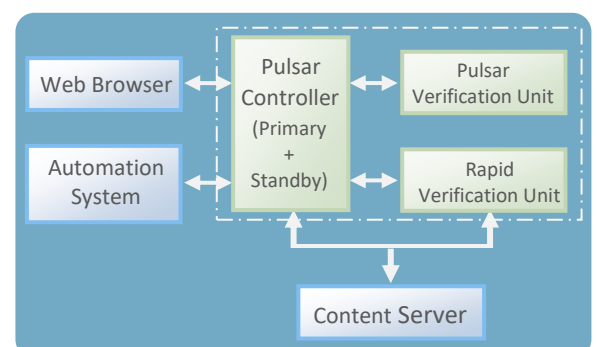 Web Browser
Automation
System
Pulsar
Controller
(Primary
+
Standby)
Pulsar
Verification Unit
Rapid
Verification Unit
Content Server